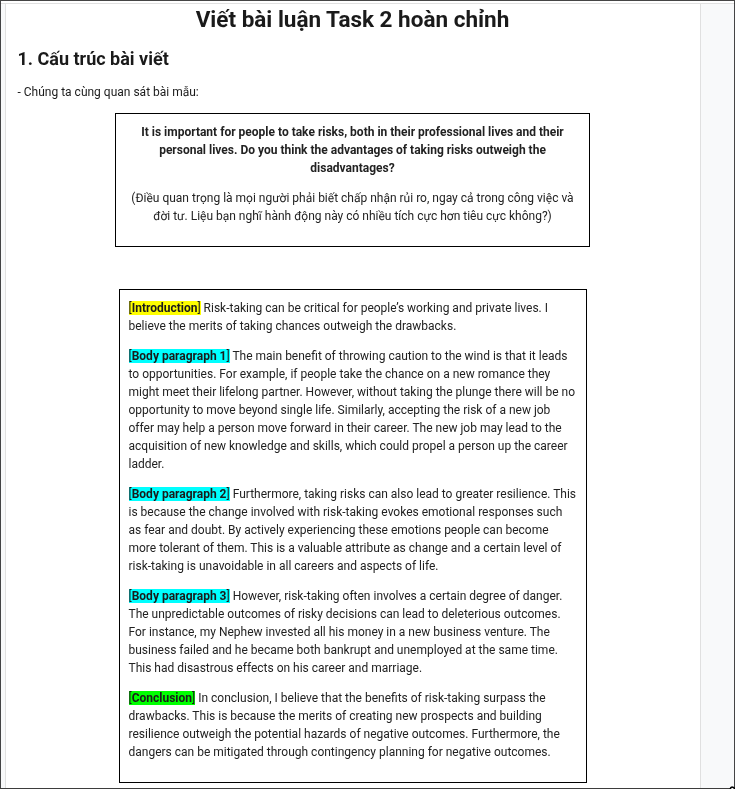 Viết bài luận Task 2 hoàn chỉnh
1. Cấu trúc bài viết
- Chúng ta cùng quan sát bài mẫu:
It is important for people to take risks, both in their professional lives and their
personal lives. Do you think the advantages of taking risks outweigh the
disadvantages?
(Điều quan trọng là mọi người phải biết chấp nhận rủi ro, ngay cả trong công việc và
đời tư. Liệu bạn nghĩ hành động này có nhiều tích cực hơn tiêu cực không?)
[Introduction] Risk-taking can be critical for people’s working and private lives. I
believe the merits of taking chances outweigh the drawbacks.
[Body paragraph 1] The main benefit of throwing caution to the wind is that it leads
to opportunities. For example, if people take the chance on a new romance they
might meet their lifelong partner. However, without taking the plunge there will be no
opportunity to move beyond single life. Similarly, accepting the risk of a new job
offer may help a person move forward in their career. The new job may lead to the
acquisition of new knowledge and skills, which could propel a person up the career
ladder.
[Body paragraph 2] Furthermore, taking risks can also lead to greater resilience. This
is because the change involved with risk-taking evokes emotional responses such
as fear and doubt. By actively experiencing these emotions people can become
more tolerant of them. This is a valuable attribute as change and a certain level of
risk-taking is unavoidable in all careers and aspects of life.
[Body paragraph 3] However, risk-taking often involves a certain degree of danger.
The unpredictable outcomes of risky decisions can lead to deleterious outcomes.
For instance, my Nephew invested all his money in a new business venture. The
business failed and he became both bankrupt and unemployed at the same time.
This had disastrous effects on his career and marriage.
[Conclusion] In conclusion, I believe that the benefits of risk-taking surpass the
drawbacks. This is because the merits of creating new prospects and building
resilience outweigh the potential hazards of negative outcomes. Furthermore, the
dangers can be mitigated through contingency planning for negative outcomes.